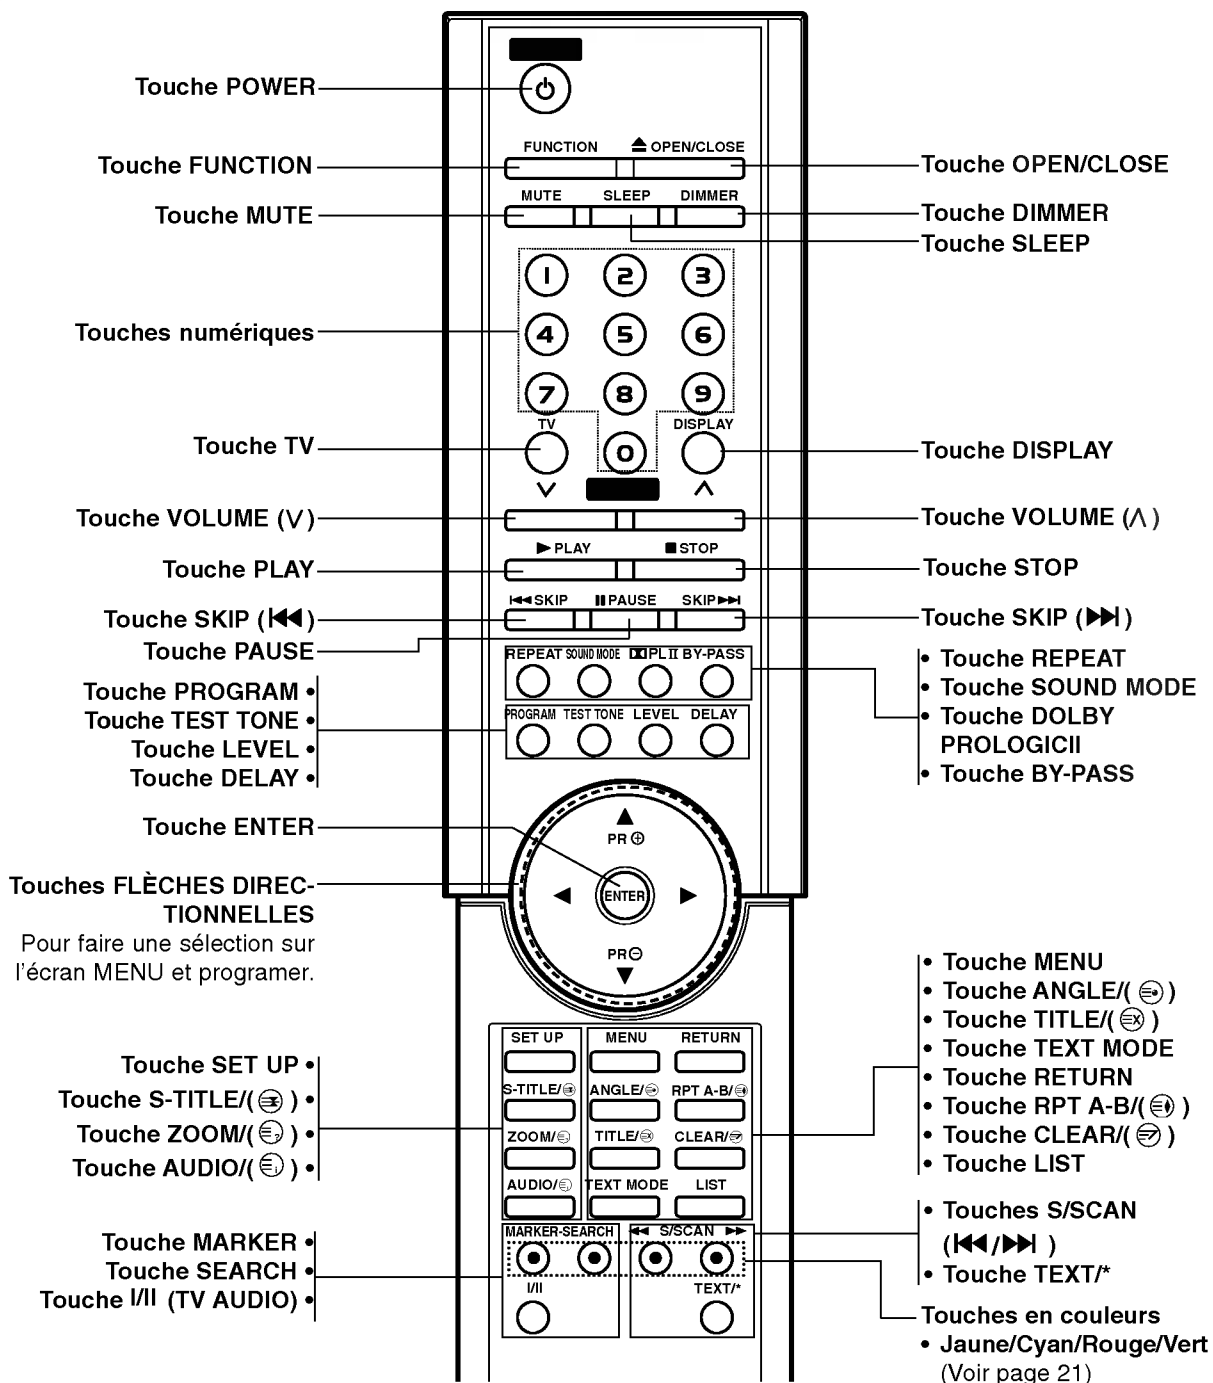 Touche POWER
FUNCTION
OPEN/CLOSE
Touche FUNCTION
Touche OPEN/CLOSE
MUTE
SLEEP
DIMMER
Touche MUTE
Touche DIMMER
Touche SLEEP
1
2
3
Touches numériques
4
5
6
7
8
9
TV
DISPLAY
Touche TV
0
Touche DISPLAY
Touche VOLUME (∨)
Touche VOLUME (∧)
▶ PLAY
■ STOP
Touche PLAY
Touche STOP
⏮ SKIP
⏸ PAUSE
SKIP ⏭
Touche SKIP (⏮)
Touche SKIP (⏭)
Touche PAUSE
REPEAT
SOUND MODE
PL II
BY-PASS
• Touche REPEAT
• Touche SOUND MODE
• Touche DOLBY
PROLOGICII
• Touche BY-PASS
Touche PROGRAM •
Touche TEST TONE •
Touche LEVEL •
Touche DELAY •
PROGRAM
TEST TONE
LEVEL
DELAY
Touche ENTER
PR ⊕
ENTER
PR ⊖
Touches FLÈCHES DIREC-
TIONNELLES
Pour faire une sélection sur
l'écran MENU et programer.
• Touche MENU
• Touche ANGLE/( )
• Touche TITLE/( )
• Touche TEXT MODE
• Touche RETURN
• Touche RPT A-B/( )
• Touche CLEAR/( )
• Touche LIST
SET UP
MENU
RETURN
S-TITLE/
ANGLE/
RPT A-B/
ZOOM/
TITLE/
CLEAR/
AUDIO/
TEXT MODE
LIST
Touche SET UP •
Touche S-TITLE/( ) •
Touche ZOOM/( ) •
Touche AUDIO/( ) •
MARKER-SEARCH
◀◀ S/SCAN ▶▶
I/II
TEXT/*
Touche MARKER •
Touche SEARCH •
Touche I/II (TV AUDIO) •
• Touches S/SCAN
(⏮/⏭ )
• Touche TEXT/*
Touches en couleurs
• Jaune/Cyan/Rouge/Vert
(Voir page 21)